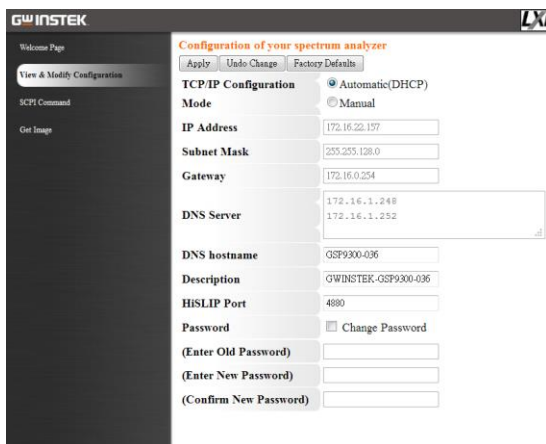 GW INSTEK
LXI
Welcome Page
View & Modify Configuration
SCPI Command
Get Image
Configuration of your spectrum analyzer
Apply Undo Change Factory Defaults
TCP/IP Configuration Mode
Automatic(DHCP)
Manual
IP Address 172.16.22.157
Subnet Mask 255.255.128.0
Gateway 172.16.0.254
DNS Server
172.16.1.248
172.16.1.252
DNS hostname GSP9300-036
Description GWINSTEK-GSP9300-036
HiSLIP Port 4880
Password Change Password
(Enter Old Password)
(Enter New Password)
(Confirm New Password)